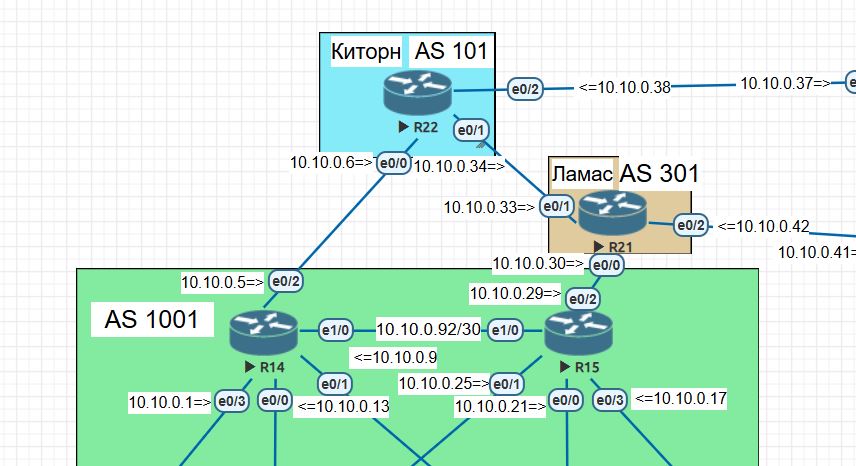 Киторн AS 101
e0/2 <=10.10.0.38 10.10.0.37=>
R22 e0/1
10.10.0.6=> e0/0 10.10.0.34=>
Ламас AS 301
10.10.0.33=> e0/1
e0/2 <=10.10.0.42
R21
10.10.0.41=
10.10.0.30=> e0/0
10.10.0.5=> e0/2 10.10.0.29=> e0/2
AS 1001
e1/0 10.10.0.92/30 e1/0
<=10.10.0.9
R14 R15
e0/1 10.10.0.25=> e0/1
10.10.0.1=> e0/3 e0/0 <=10.10.0.13 10.10.0.21=> e0/0 e0/3 <=10.10.0.17